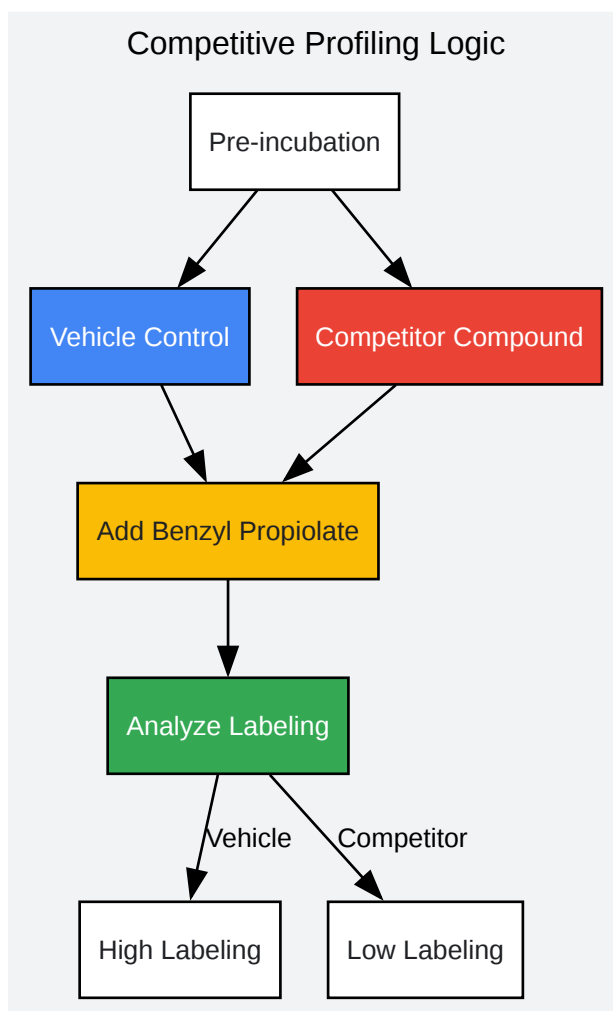 Competitive Profiling Logic
Pre-incubation
Vehicle Control
Competitor Compound
Add Benzyl Propiolate
Analyze Labeling
Vehicle
Competitor
High Labeling
Low Labeling